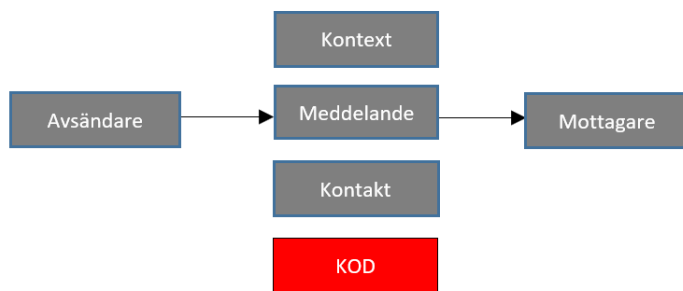 Kontext
Avsändare
Meddelande
Mottagare
Kontakt
KOD